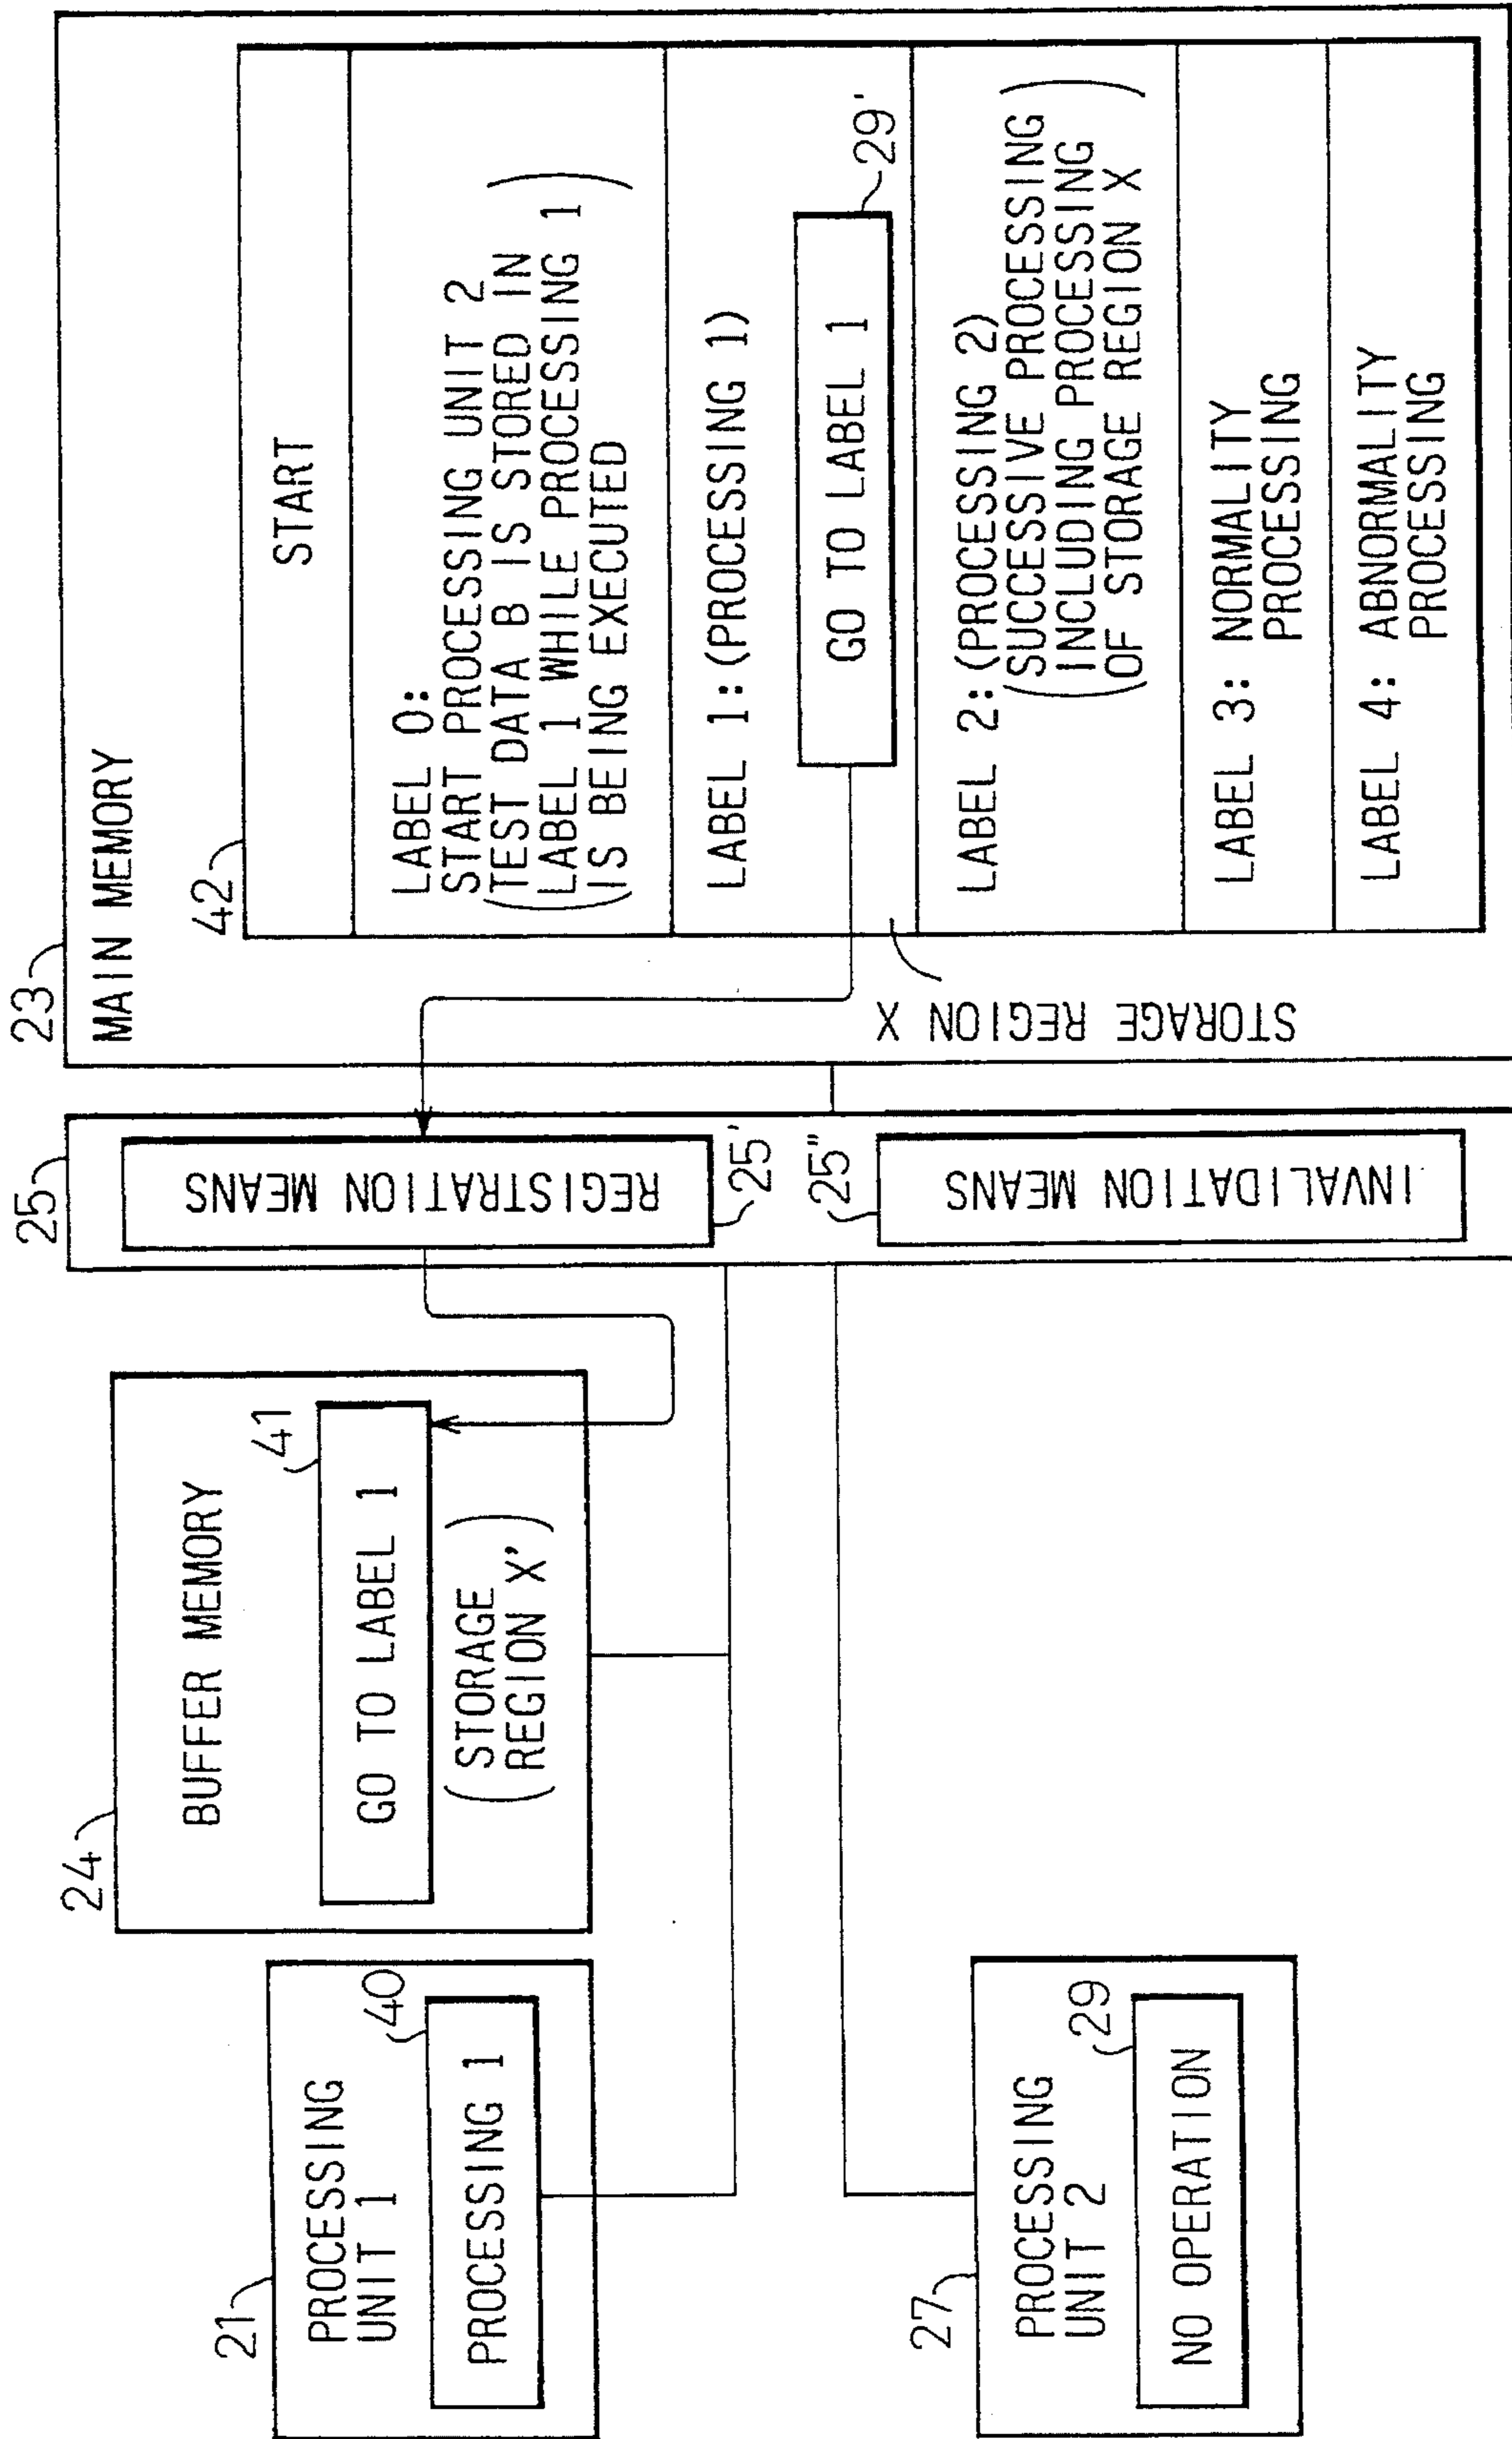 21
PROCESSING
UNIT 1
40
PROCESSING 1
24
BUFFER MEMORY
41
GO TO LABEL 1
(STORAGE
REGION X')
27
PROCESSING
UNIT 2
29
NO OPERATION
25
REGISTRATION MEANS
25'
25"
INVALIDATION MEANS
23
MAIN MEMORY
42
START
LABEL 0:
START PROCESSING UNIT 2
(TEST DATA B IS STORED IN
LABEL 1 WHILE PROCESSING 1
IS BEING EXECUTED)
LABEL 1:(PROCESSING 1)
GO TO LABEL 1
29'
STORAGE REGION X
LABEL 2:(PROCESSING 2)
(SUCCESSIVE PROCESSING
INCLUDING PROCESSING
OF STORAGE REGION X)
LABEL 3: NORMALITY
PROCESSING
LABEL 4: ABNORMALITY
PROCESSING